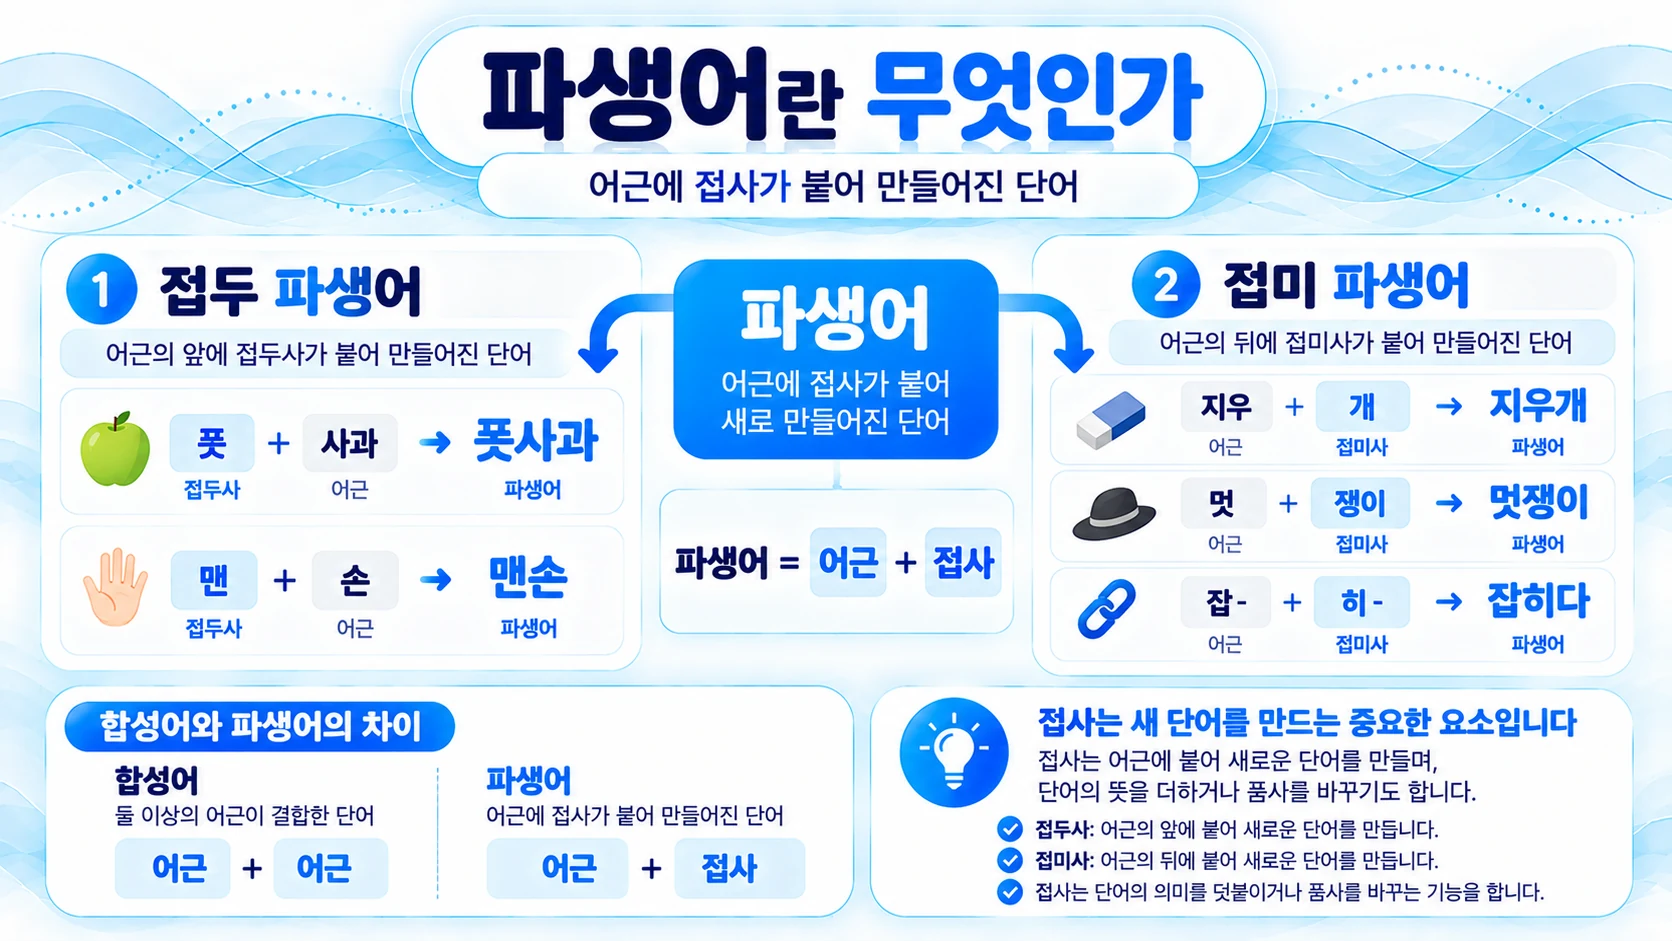 파생어란 무엇인가
어근에 접사가 붙어 만들어진 단어
1 접두 파생어
어근의 앞에 접두사가 붙어 만들어진 단어
풋 + 사과 → 풋사과
접두사 어근 파생어
맨 + 손 → 맨손
접두사 어근 파생어
파생어
어근에 접사가 붙어
새로 만들어진 단어
파생어 = 어근 + 접사
2 접미 파생어
어근의 뒤에 접미사가 붙어 만들어진 단어
지우 + 개 → 지우개
어근 접미사 파생어
멋 + 쟁이 → 멋쟁이
어근 접미사 파생어
잡- + 히- → 잡히다
어근 접미사 파생어
합성어와 파생어의 차이
합성어
둘 이상의 어근이 결합한 단어
어근 + 어근
파생어
어근에 접사가 붙어 만들어진 단어
어근 + 접사
접사는 새 단어를 만드는 중요한 요소입니다
접사는 어근에 붙어 새로운 단어를 만들며,
단어의 뜻을 더하거나 품사를 바꾸기도 합니다.
접두사: 어근의 앞에 붙어 새로운 단어를 만듭니다.
접미사: 어근의 뒤에 붙어 새로운 단어를 만듭니다.
접사는 단어의 의미를 덧붙이거나 품사를 바꾸는 기능을 합니다.